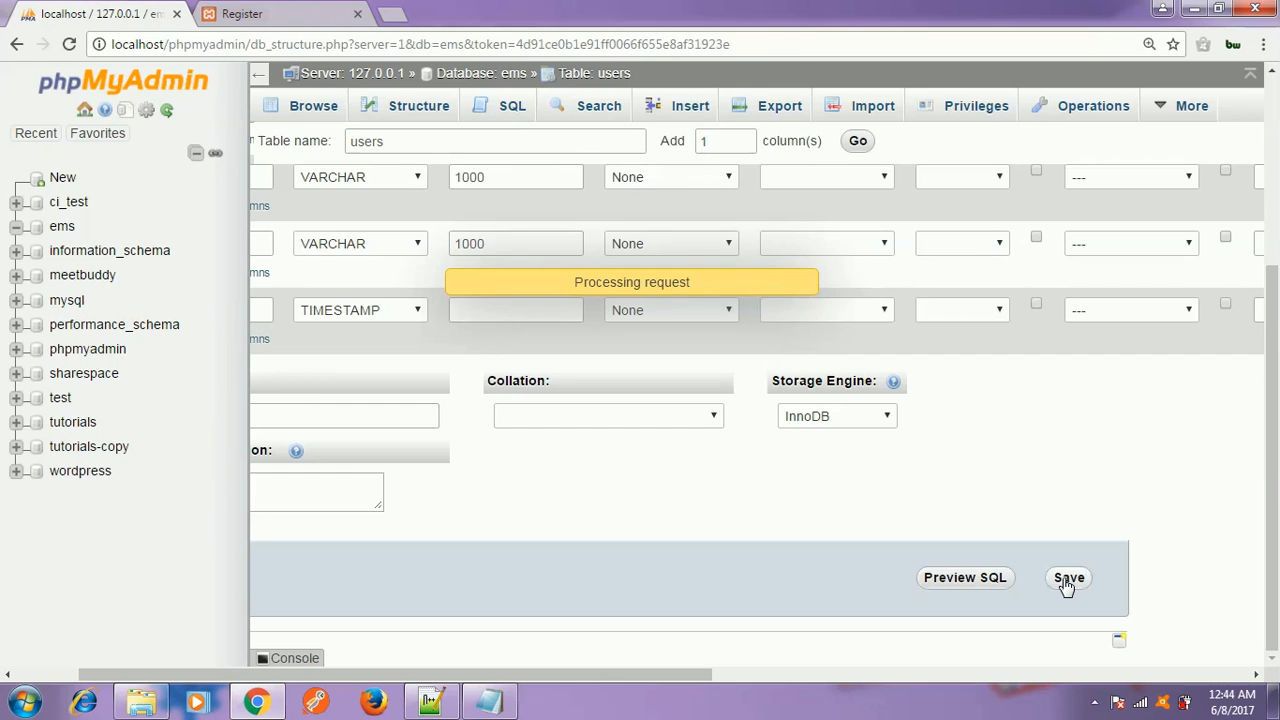 localhost / 127.0.0.1 / em
Register
localhost/phpmyadmin/db_structure.php?server=1&db=ems&token=4d91ce0b1e91ff0066f655e8af31923e
bw
phpMyAdmin
Recent
Favorites
New
ci_test
ems
information_schema
meetbuddy
mysql
performance_schema
phpmyadmin
sharespace
test
tutorials
tutorials-copy
wordpress
Server: 127.0.0.1 » Database: ems » Table: users
Browse Structure SQL Search Insert Export Import Privileges Operations More
Table name: users Add 1 column(s) Go
VARCHAR 1000 None ---
mns
VARCHAR 1000 None ---
mns
Processing request
TIMESTAMP None ---
mns
Collation: Storage Engine:
InnoDB
on:
Preview SQL Save
Console
12:44 AM
6/8/2017